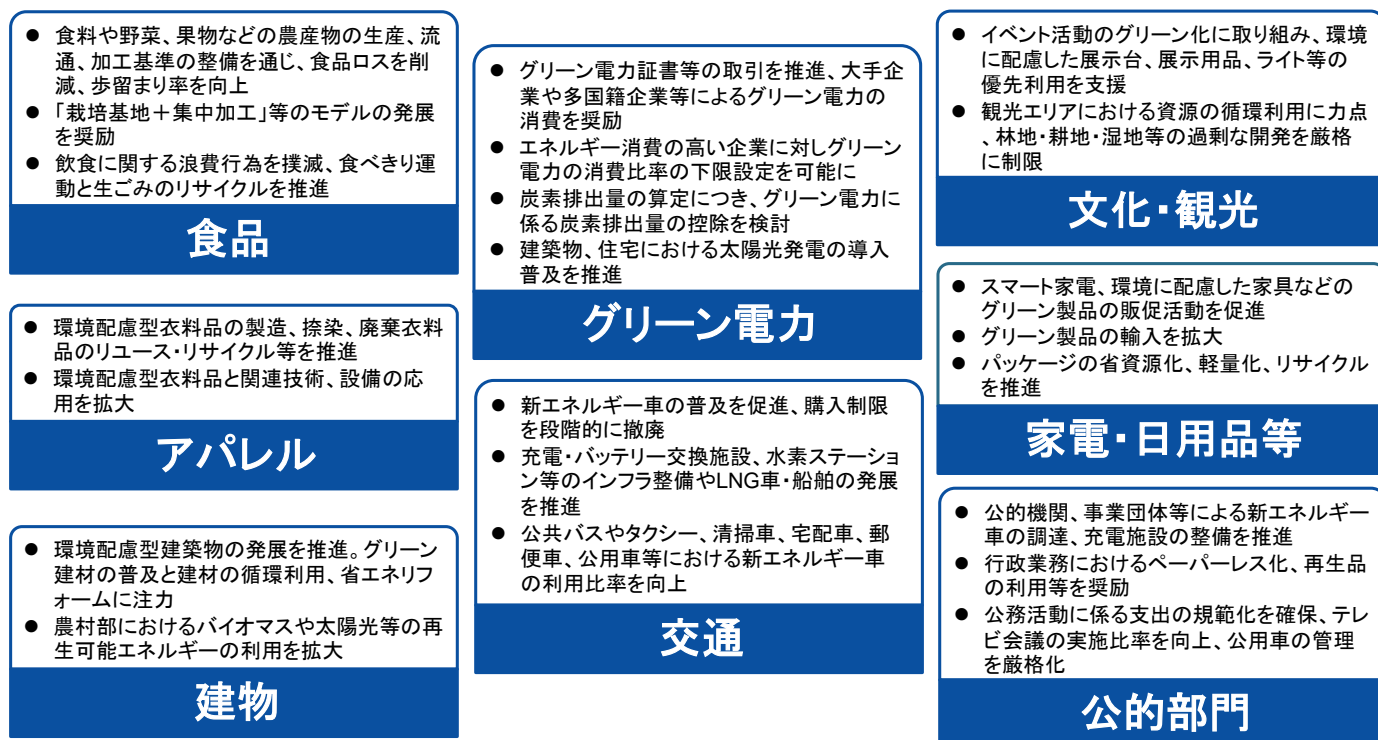 ● 食料や野菜、果物などの農産物の生産、流
通、加工基準の整備を通じ、食品ロスを削
減、歩留まり率を向上
● 「栽培基地＋集中加工」等のモデルの発展
を奨励
● 飲食に関する浪費行為を撲滅、食べきり運
動と生ごみのリサイクルを推進
食品
● 環境配慮型衣料品の製造、捺染、廃棄衣料
品のリユース・リサイクル等を推進
● 環境配慮型衣料品と関連技術、設備の応
用を拡大
アパレル
● 環境配慮型建築物の発展を推進。グリーン
建材の普及と建材の循環利用、省エネリフ
ォームに注力
● 農村部におけるバイオマスや太陽光等の再
生可能エネルギーの利用を拡大
建物
● グリーン電力証書等の取引を推進、大手企
業や多国籍企業等によるグリーン電力の
消費を奨励
● エネルギー消費の高い企業に対しグリーン
電力の消費比率の下限設定を可能に
● 炭素排出量の算定につき、グリーン電力に
係る炭素排出量の控除を検討
● 建築物、住宅における太陽光発電の導入
普及を推進
グリーン電力
● 新エネルギー車の普及を促進、購入制限
を段階的に撤廃
● 充電・バッテリー交換施設、水素ステーショ
ン等のインフラ整備やLNG車・船舶の発展
を推進
● 公共バスやタクシー、清掃車、宅配車、郵
便車、公用車等における新エネルギー車
の利用比率を向上
交通
● イベント活動のグリーン化に取り組み、環境
に配慮した展示台、展示用品、ライト等の
優先利用を支援
● 観光エリアにおける資源の循環利用に力点
、林地・耕地・湿地等の過剰な開発を厳格
に制限
文化・観光
● スマート家電、環境に配慮した家具などの
グリーン製品の販促活動を促進
● グリーン製品の輸入を拡大
● パッケージの省資源化、軽量化、リサイクル
を推進
家電・日用品等
● 公的機関、事業団体等による新エネルギー
車の調達、充電施設の整備を推進
● 行政業務におけるペーパーレス化、再生品
の利用等を奨励
● 公務活動に係る支出の規範化を確保、テレ
ビ会議の実施比率を向上、公用車の管理
を厳格化
公的部門